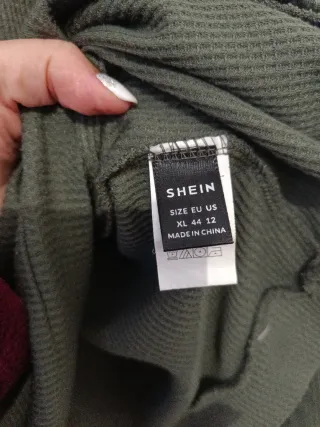 SHEIN
SIZE EU US
XL 44 12
MADE IN CHINA